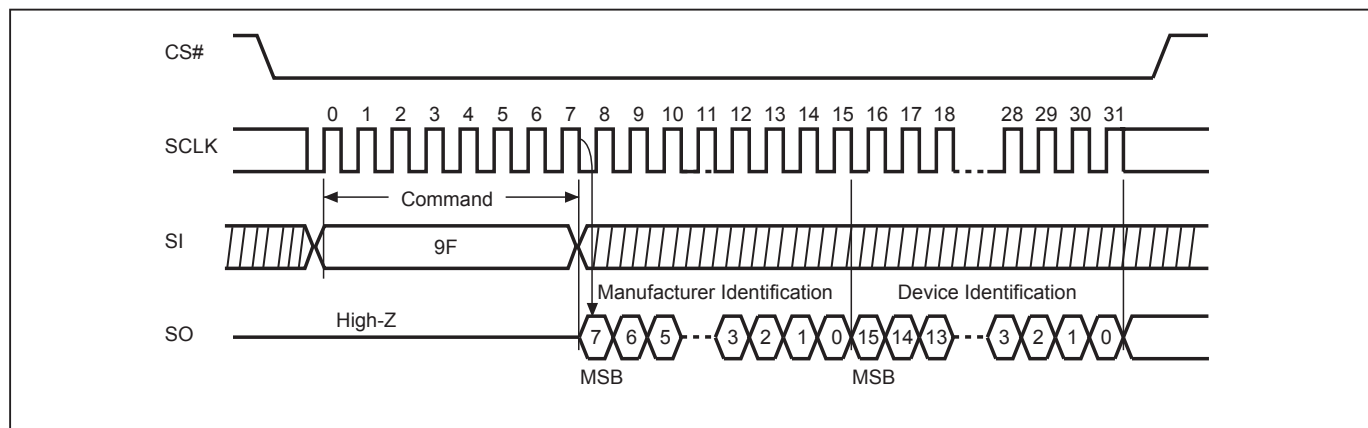 CS#
0 1 2 3 4 5 6 7 8 9 10 11 12 13 14 15 16 17 18 28 29 30 31
SCLK
Command
SI
9F
Manufacturer Identification Device Identification
High-Z
SO
7 6 5 3 2 1 0 15 14 13 3 2 1 0
MSB MSB